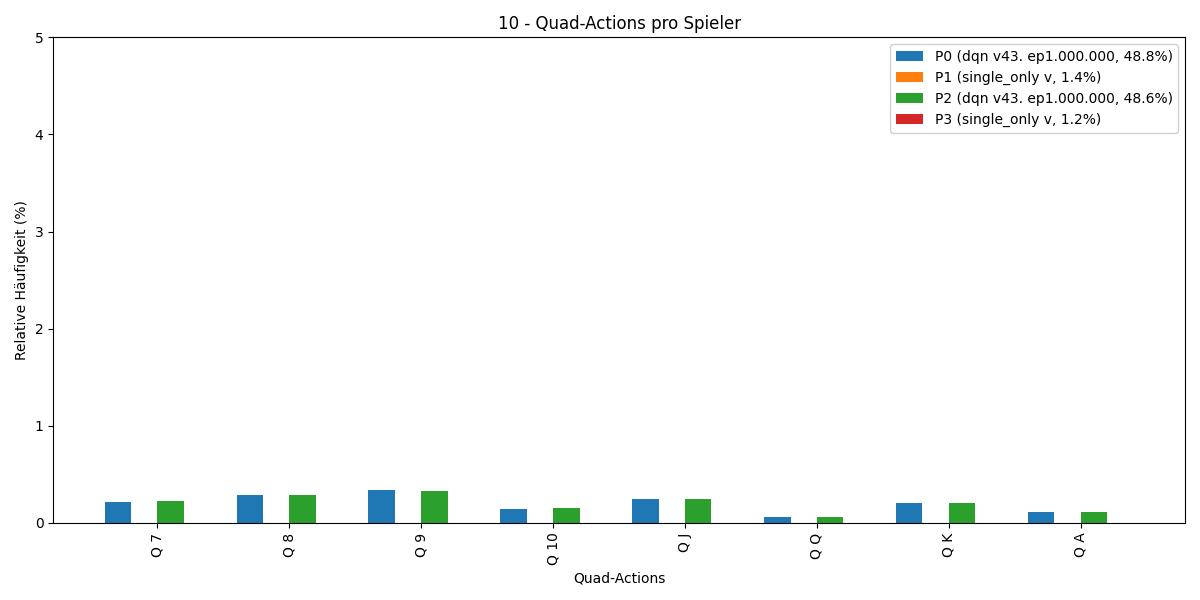 10 - Quad-Actions pro Spieler
P0 (dqn v43. ep1.000.000, 48.8%)
P1 (single_only v, 1.4%)
P2 (dqn v43. ep1.000.000, 48.6%)
P3 (single_only v, 1.2%)
Relative Häufigkeit (%)
5
4
3
2
1
0
Q 7
Q 8
Q 9
Q 10
Q J
Q Q
Q K
Q A
Quad-Actions